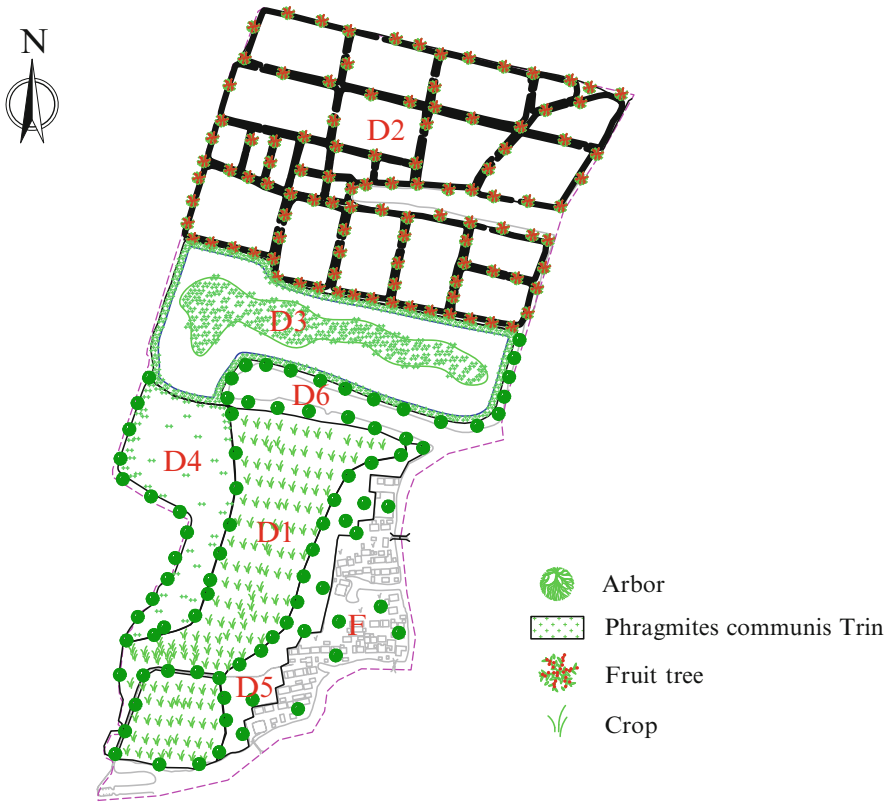 N
D2
D3
D6
D4
D1
F
D5
Arbor
Phragmites communis Trin
Fruit tree
Crop